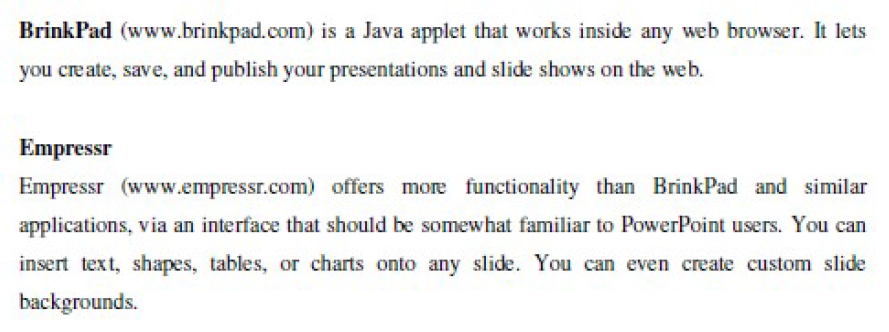 BrinkPad (www.brinkpad.com) is a Java applet that works inside any web browser. It lets
you create, save, and publish your presentations and slide shows on the web.
Empressr
Empressr (www.empressr.com) offers more functionality than BrinkPad and similar
applications, via an interface that should be somewhat familiar to PowerPoint users. You can
insert text, shapes, tables, or charts onto any slide. You can even create custom slide
backgrounds.